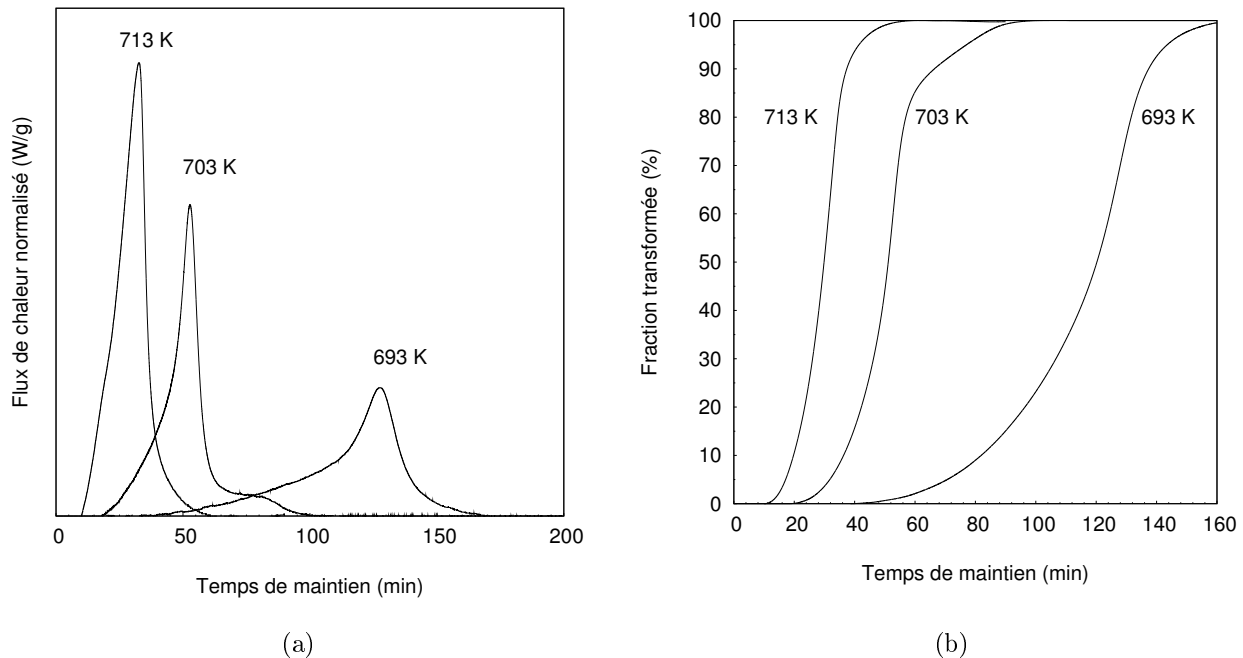 713 K
703 K
693 K
Flux de chaleur normalisé (W/g)
0
50
100
150
200
Temps de maintien (min)
(a)
100
90
80
70
60
50
40
30
20
10
0
713 K
703 K
693 K
Fraction transformée (%)
0
20
40
60
80
100
120
140
160
Temps de maintien (min)
(b)